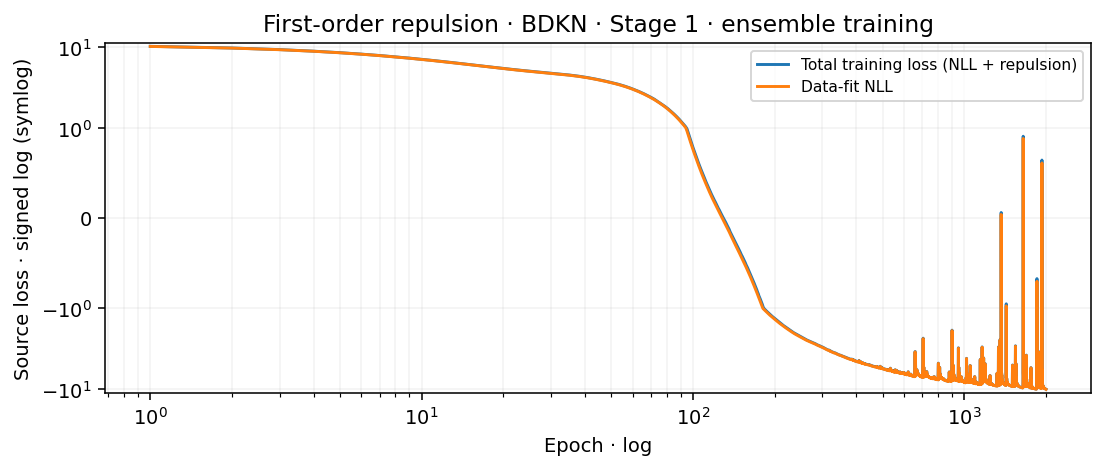 First-order repulsion · BDKN · Stage 1 · ensemble training
Total training loss (NLL + repulsion)
Data-fit NLL
Source loss · signed log (symlog)
10¹
10⁰
0
−10⁰
−10¹
10⁰ 10¹ 10² 10³
Epoch · log